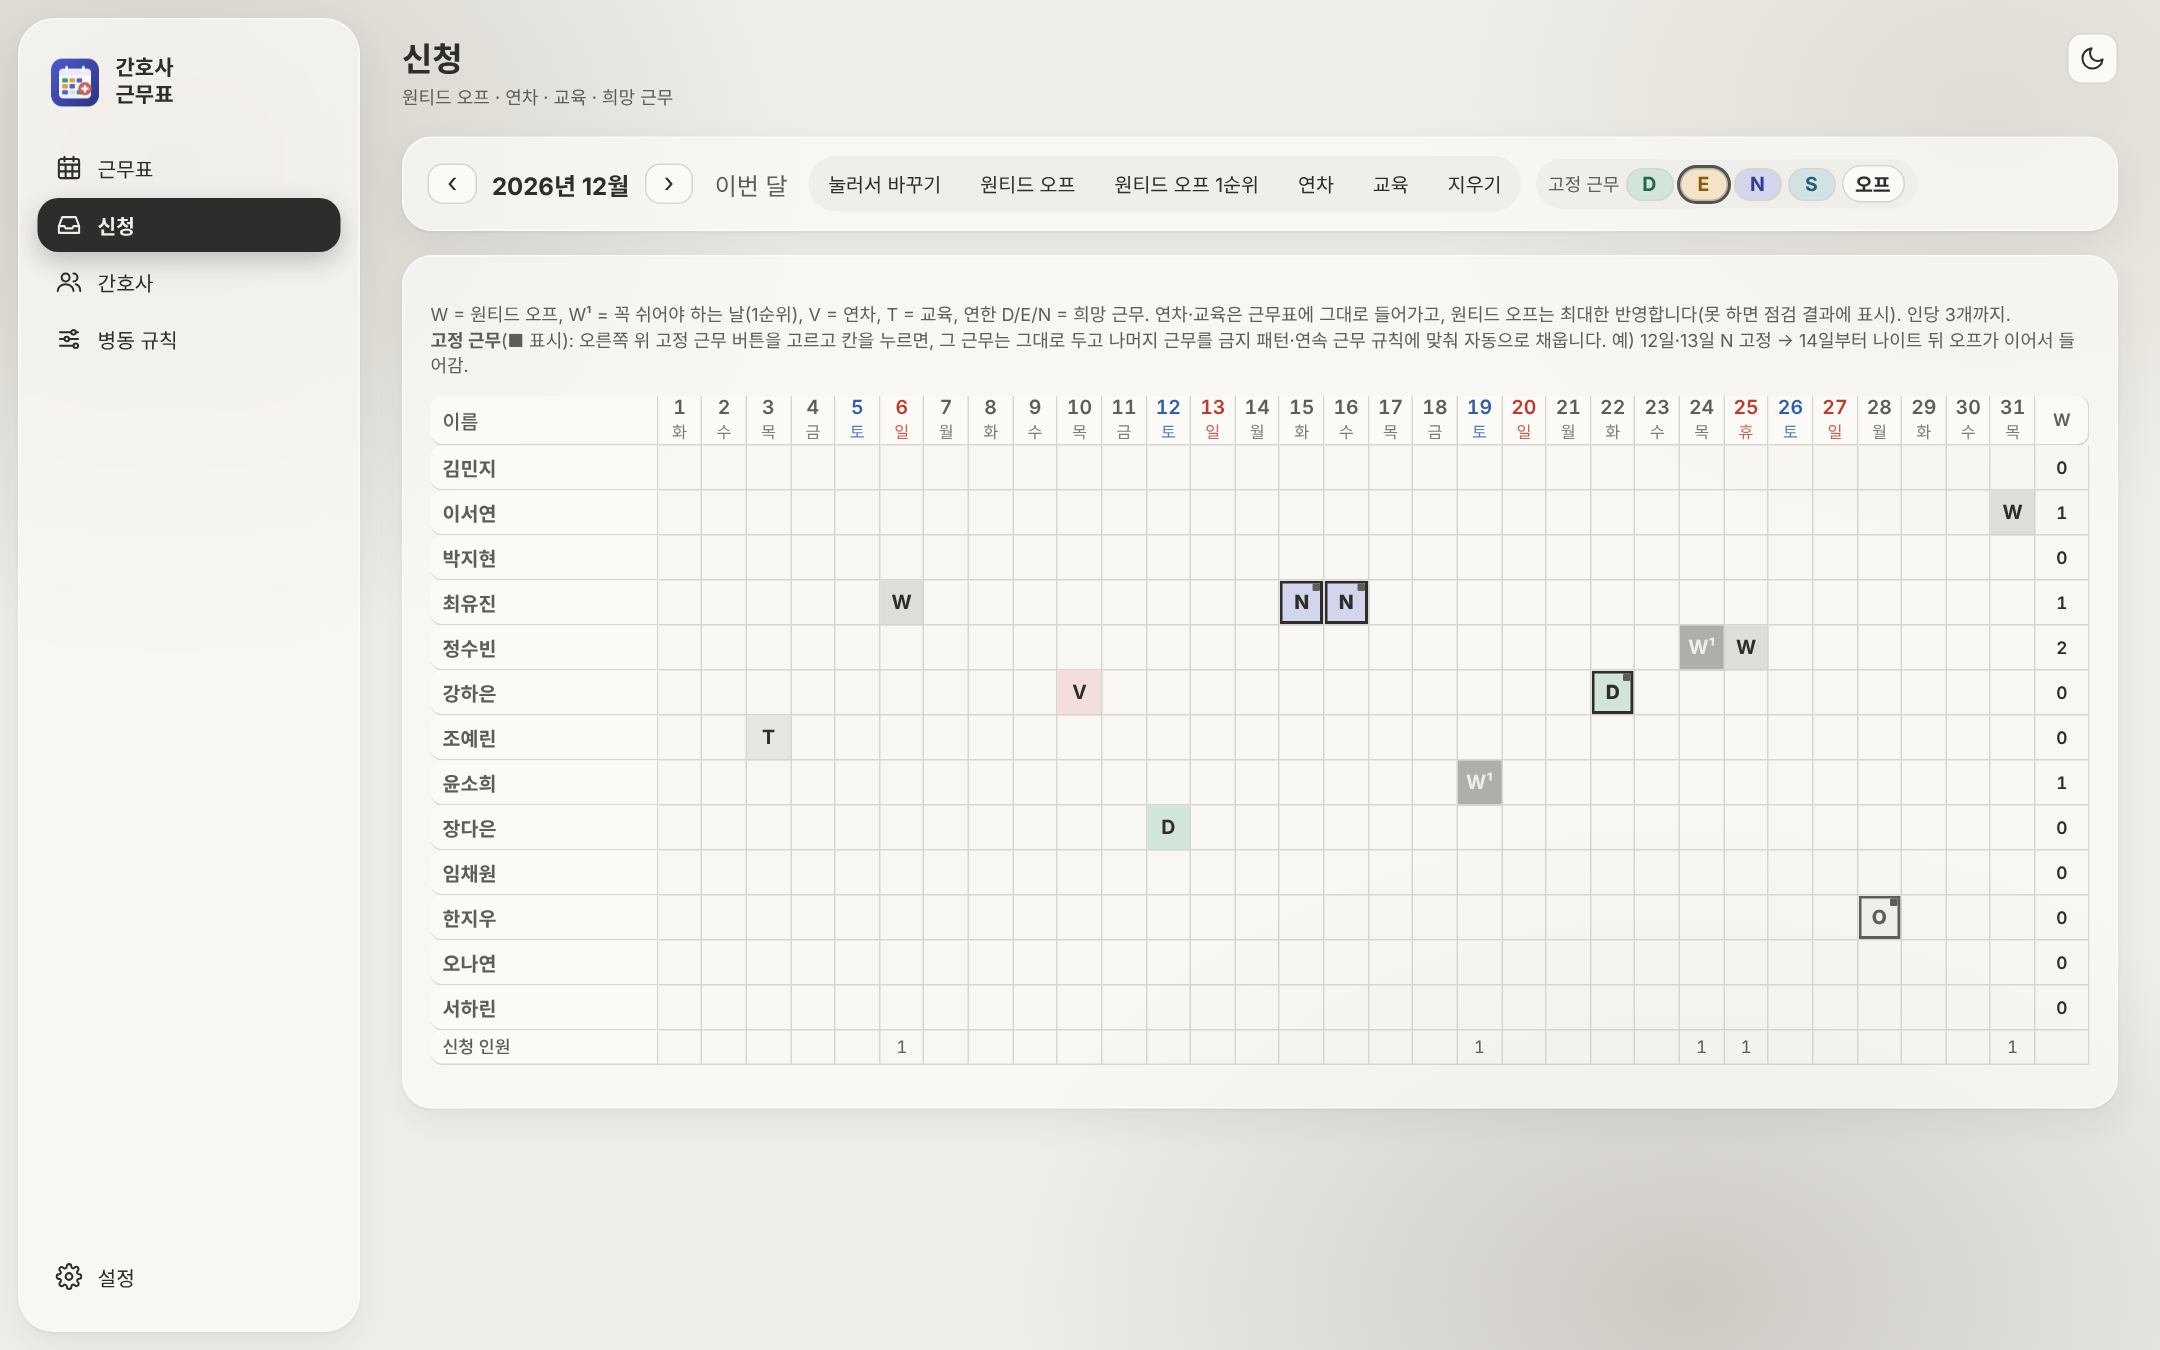 간호사
근무표
근무표
신청
간호사
병동 규칙
설정
신청
원티드 오프 · 연차 · 교육 · 희망 근무
2026년 12월 이번 달 눌러서 바꾸기 원티드 오프 원티드 오프 1순위 연차 교육 지우기 고정 근무 D E N S 오프
W = 원티드 오프, W¹ = 꼭 쉬어야 하는 날(1순위), V = 연차, T = 교육, 연한 D/E/N = 희망 근무. 연차·교육은 근무표에 그대로 들어가고, 원티드 오프는 최대한 반영합니다(못 하면 점검 결과에 표시). 인당 3개까지.
고정 근무(■ 표시): 오른쪽 위 고정 근무 버튼을 고르고 칸을 누르면, 그 근무는 그대로 두고 나머지 근무를 금지 패턴·연속 근무 규칙에 맞춰 자동으로 채웁니다. 예) 12일·13일 N 고정 → 14일부터 나이트 뒤 오프가 이어서 들
어감.
이름 1 2 3 4 5 6 7 8 9 10 11 12 13 14 15 16 17 18 19 20 21 22 23 24 25 26 27 28 29 30 31 W
화 수 목 금 토 일 월 화 수 목 금 토 일 월 화 수 목 금 토 일 월 화 수 목 휴 토 일 월 화 수 목
김민지 0
이서연 W 1
박지현 0
최유진 W N N 1
정수빈 W¹ W 2
강하은 V D 0
조예린 T 0
윤소희 W¹ 1
장다은 D 0
임채원 0
한지우 O 0
오나연 0
서하린 0
신청 인원 1 1 1 1 1